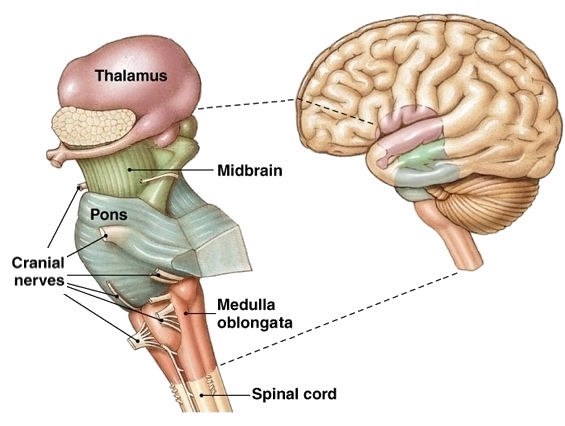 Thalamus
Midbrain
Pons
Cranial
nerves
Medulla
oblongata
Spinal cord